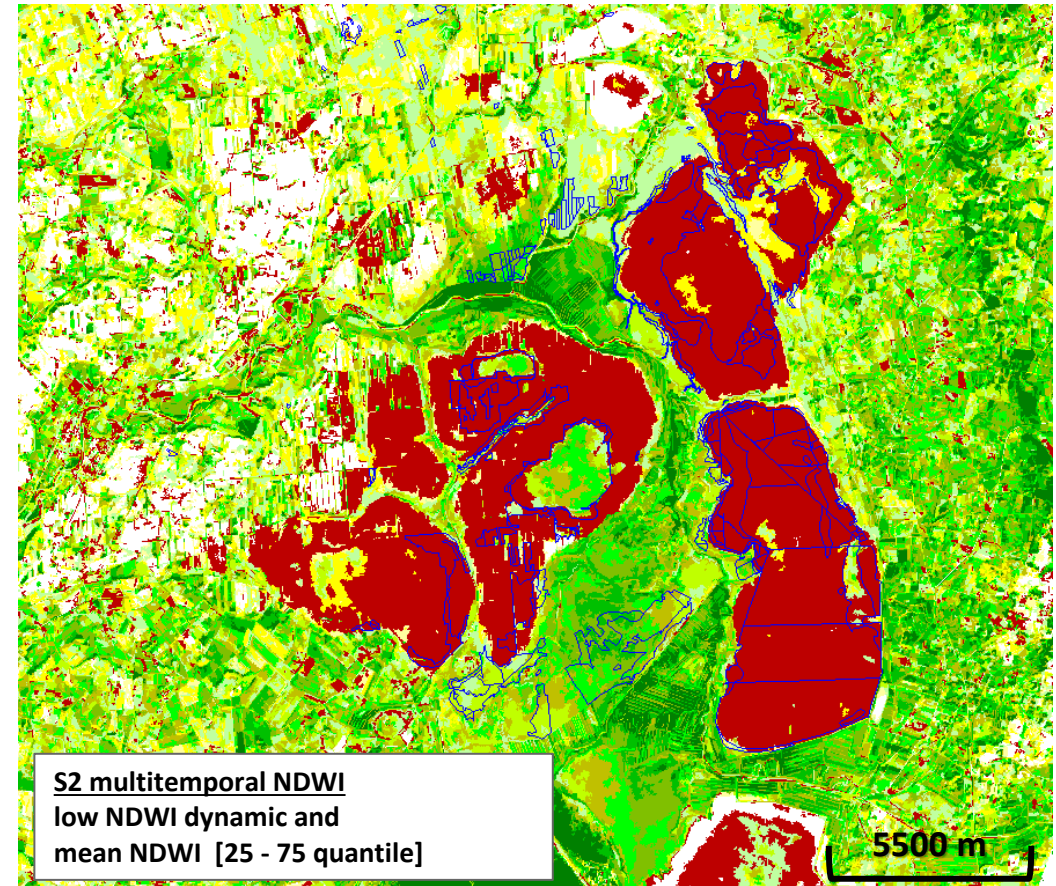 S2 multitemporal NDWI
low NDWI dynamic and
mean NDWI [25 - 75 quantile]
5500 m